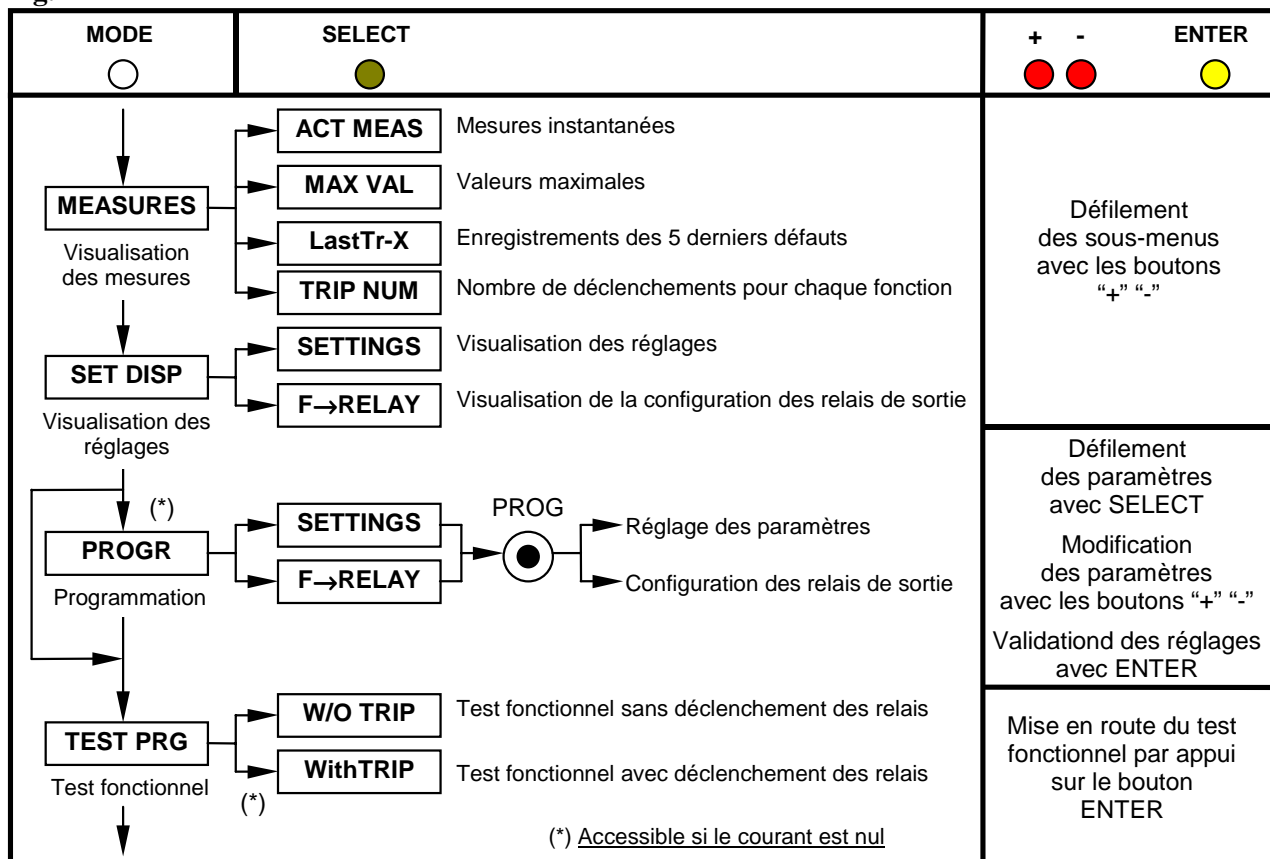 g.
MODE
SELECT
+ -
ENTER
ACT MEAS
Mesures instantanées
MAX VAL
Valeurs maximales
MEASURES
Visualisation
des mesures
LastTr-X
Enregistrements des 5 derniers défauts
TRIP NUM
Nombre de déclenchements pour chaque fonction
Défilement
des sous-menus
avec les boutons
“+” “-”
SETTINGS
Visualisation des réglages
SET DISP
Visualisation des
réglages
F→RELAY
Visualisation de la configuration des relais de sortie
(*)
PROGR
Programmation
SETTINGS
F→RELAY
PROG
Réglage des paramètres
Configuration des relais de sortie
Défilement
des paramètres
avec SELECT
Modification
des paramètres
avec les boutons “+” “-”
Validationd des réglages
avec ENTER
W/O TRIP
Test fonctionnel sans déclenchement des relais
TEST PRG
Test fonctionnel
WithTRIP
Test fonctionnel avec déclenchement des relais
(*)
(*) Accessible si le courant est nul
Mise en route du test
fonctionnel par appui
sur le bouton
ENTER